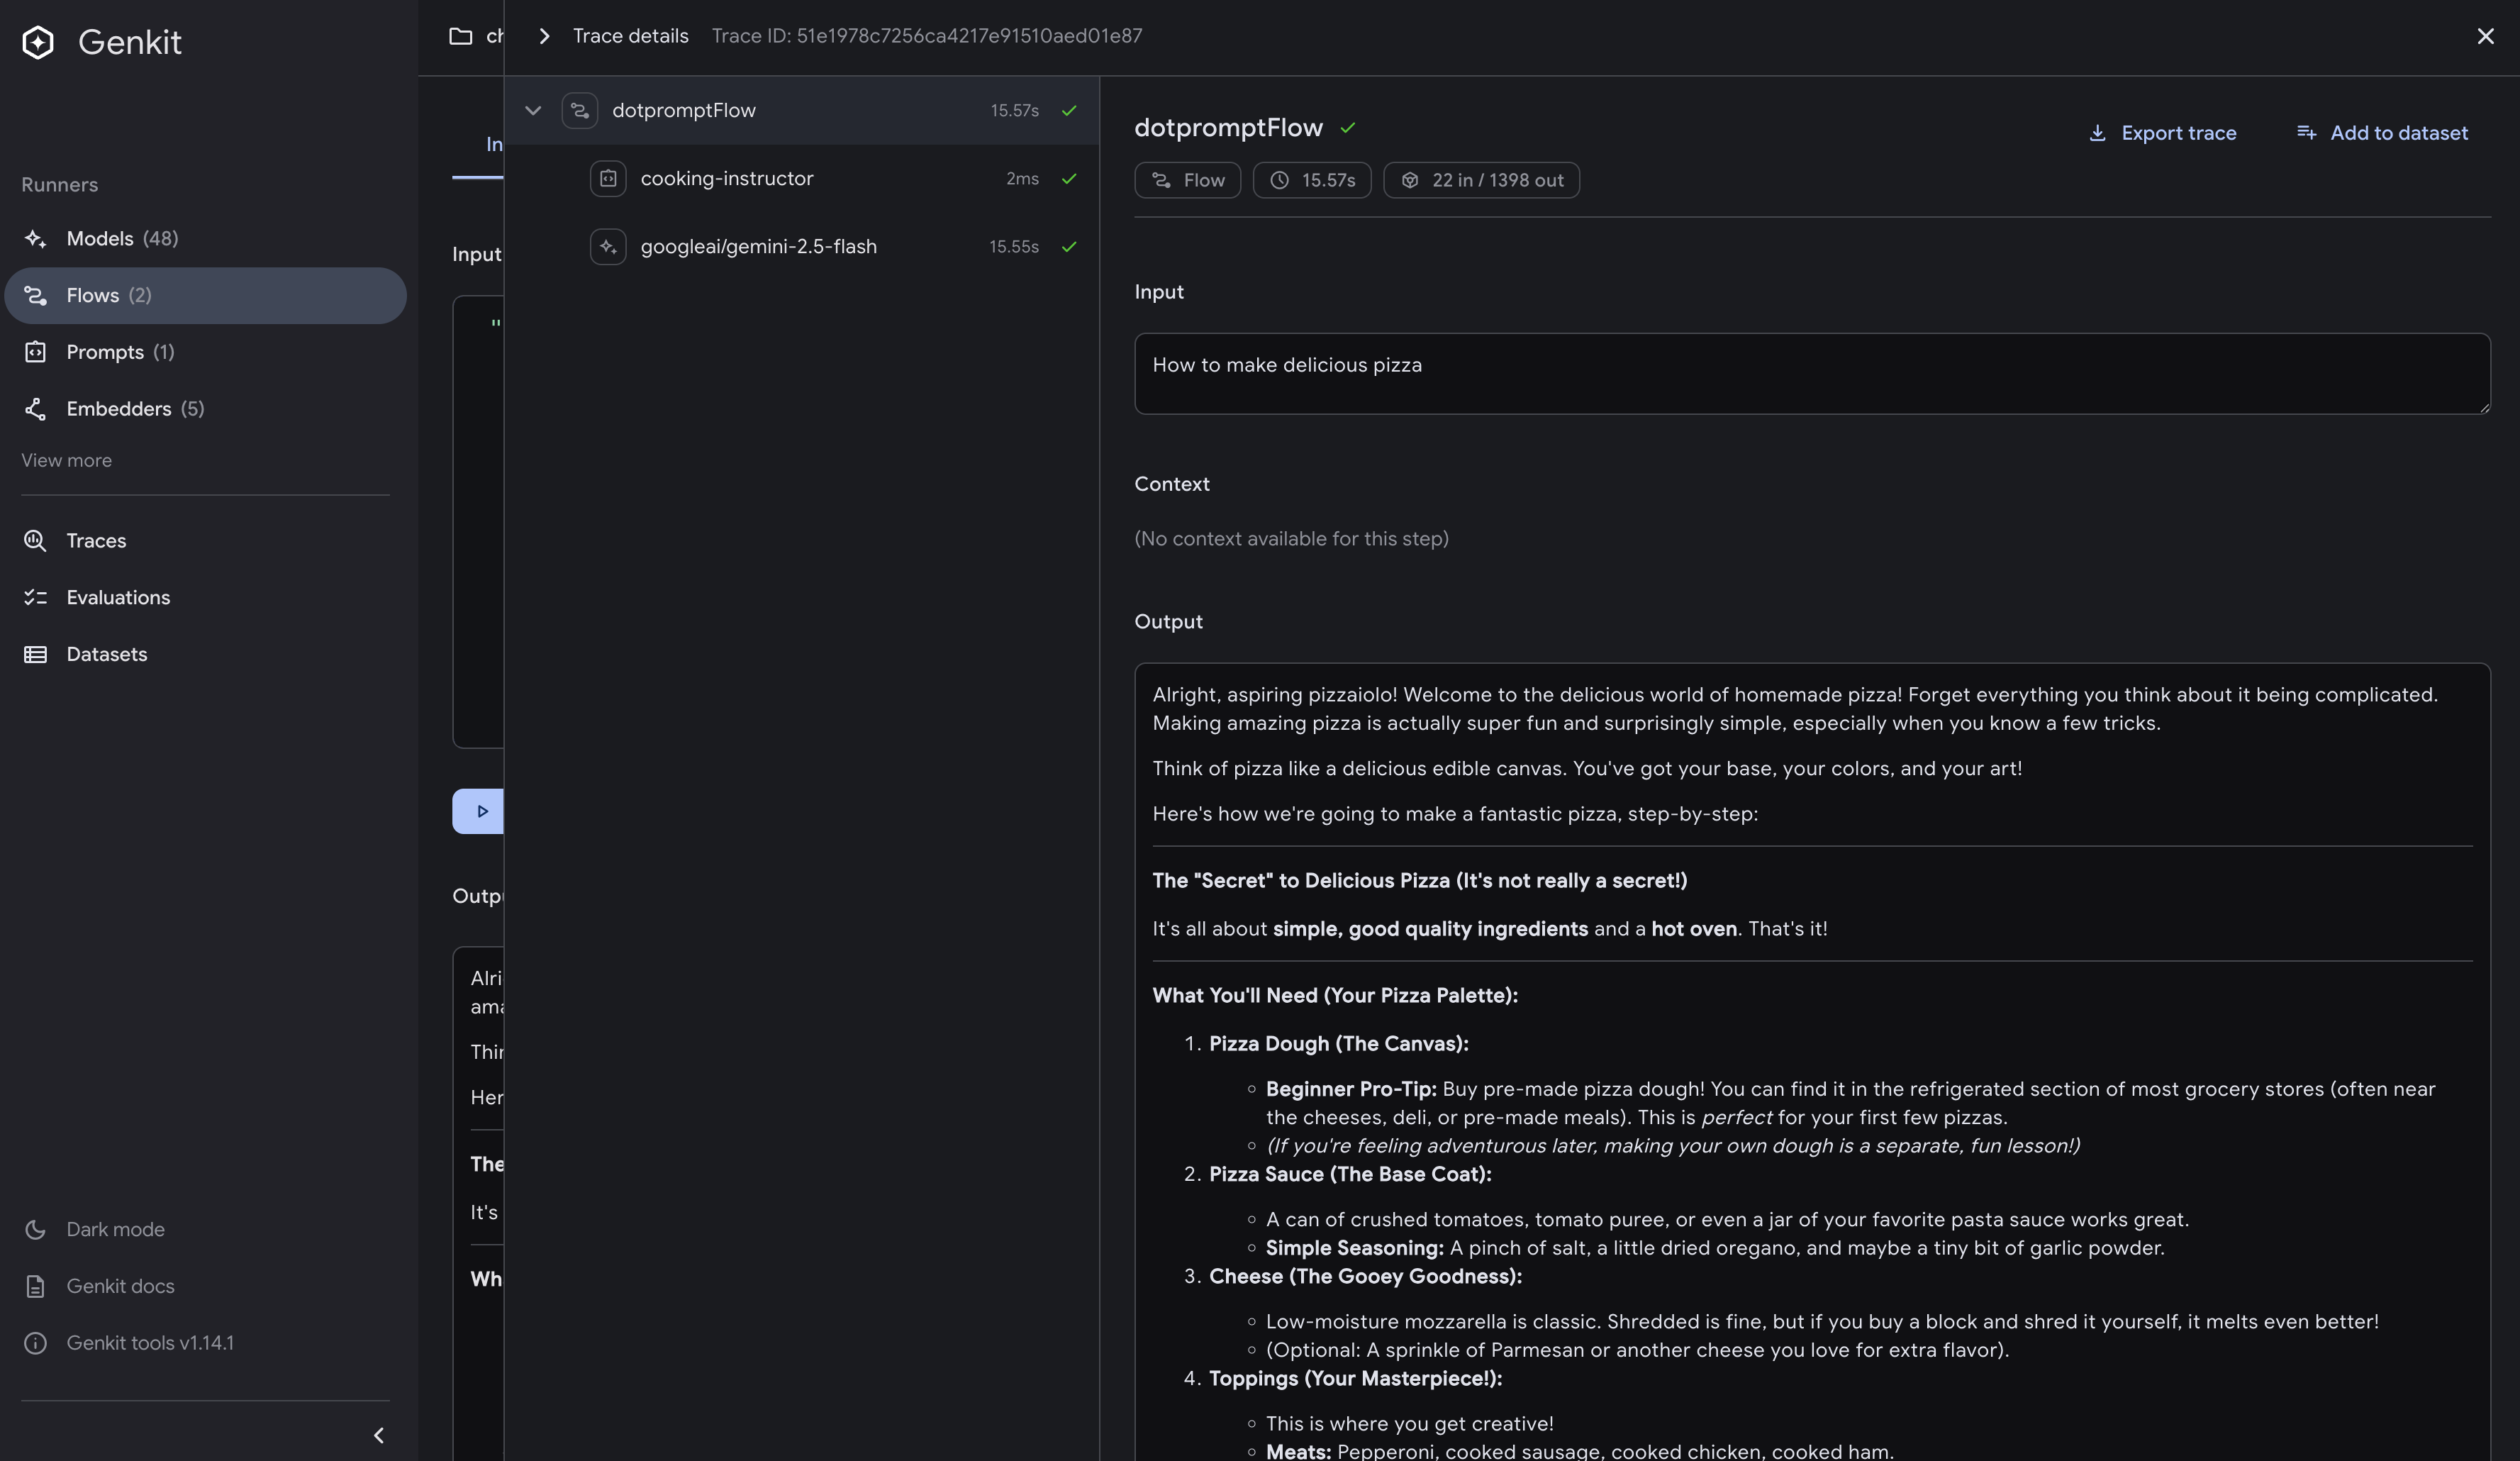 Genkit
Runners
Models (48)
Flows (2)
Prompts (1)
Embedders (5)
View more
Traces
Evaluations
Datasets
Dark mode
Genkit docs
Genkit tools v1.14.1
Input
"
Trace details Trace ID: 51e1978c7256ca4217e91510aed01e87
dotpromptFlow 15.57s
cooking-instructor 2ms
googleai/gemini-2.5-flash 15.55s
dotpromptFlow
Export trace
Add to dataset
Flow
15.57s
22 in / 1398 out
Input
How to make delicious pizza
Context
(No context available for this step)
Output
Alright, aspiring pizzaiolo! Welcome to the delicious world of homemade pizza! Forget everything you think about it being complicated.
Making amazing pizza is actually super fun and surprisingly simple, especially when you know a few tricks.
Think of pizza like a delicious edible canvas. You've got your base, your colors, and your art!
Here's how we're going to make a fantastic pizza, step-by-step:
The "Secret" to Delicious Pizza (It's not really a secret!)
It's all about simple, good quality ingredients and a hot oven. That's it!
What You'll Need (Your Pizza Palette):
1. Pizza Dough (The Canvas):
Beginner Pro-Tip: Buy pre-made pizza dough! You can find it in the refrigerated section of most grocery stores (often near
the cheeses, deli, or pre-made meals). This is perfect for your first few pizzas.
(If you're feeling adventurous later, making your own dough is a separate, fun lesson!)
2. Pizza Sauce (The Base Coat):
A can of crushed tomatoes, tomato puree, or even a jar of your favorite pasta sauce works great.
Simple Seasoning: A pinch of salt, a little dried oregano, and maybe a tiny bit of garlic powder.
3. Cheese (The Gooey Goodness):
Low-moisture mozzarella is classic. Shredded is fine, but if you buy a block and shred it yourself, it melts even better!
(Optional: A sprinkle of Parmesan or another cheese you love for extra flavor).
4. Toppings (Your Masterpiece!):
This is where you get creative!
Meats: Pepperoni, cooked sausage, cooked chicken, cooked ham.
The
It's